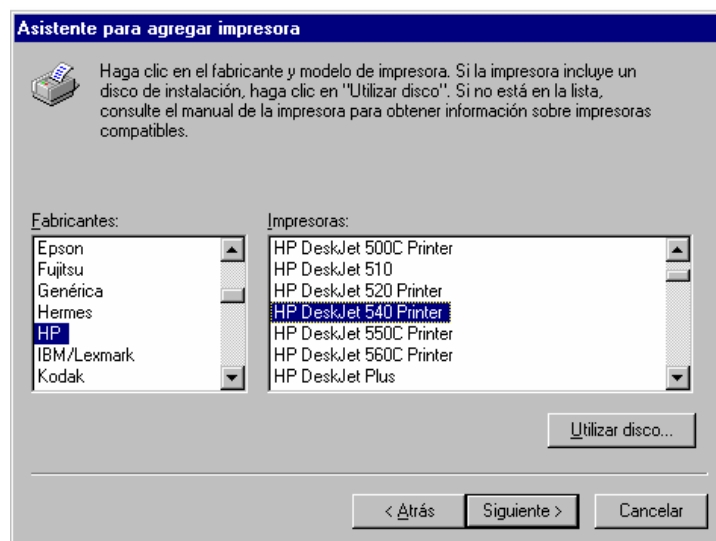 Asistente para agregar impresora
Haga clic en el fabricante y modelo de impresora. Si la impresora incluye un
disco de instalación, haga clic en "Utilizar disco". Si no está en la lista,
consulte el manual de la impresora para obtener información sobre impresoras
compatibles.
Fabricantes:
Epson
Fujitsu
Genérica
Hermes
HP
IBM/Lexmark
Kodak
Impresoras:
HP DeskJet 500C Printer
HP DeskJet 510
HP DeskJet 520 Printer
HP DeskJet 540 Printer
HP DeskJet 550C Printer
HP DeskJet 560C Printer
HP DeskJet Plus
Utilizar disco...
< Atrás
Siguiente >
Cancelar